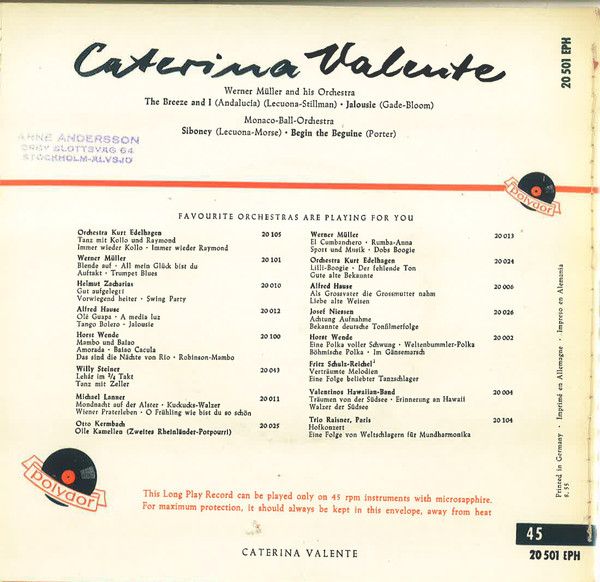 Caterina Valente
20 501 EPH
Werner Müller and his Orchestra
The Breeze and I (Andalucía) (Lecuona-Stillman) · Jalousie (Gade-Bloom)
Monaco-Ball-Orchestra
Siboney (Lecuona-Morse) · Begin the Beguine (Porter)
ARNE ANDERSSON
ÖRBY SLOTTSVÄG 64
STOCKHOLM-ÄLVSJÖ
Polydor
FAVOURITE ORCHESTRAS ARE PLAYING FOR YOU
Orchestra Kurt Edelhagen 20 105
Tanz mit Kollo und Raymond
Immer wieder Kollo · Immer wieder Raymond
Werner Müller 20 101
Blende auf · All mein Glück bist du
Auftakt · Trumpet Blues
Helmut Zacharias 20 010
Gut aufgelegt!
Vorwiegend heiter · Swing Party
Alfred Hause 20 012
Olé Guapa · A media luz
Tango Bolero · Jalousie
Horst Wende 20 100
Mambo und Baiao
Amorada · Baiao Cacula
Das sind die Nächte von Rio · Robinson-Mambo
Willy Steiner 20 043
Lehár im ¾ Takt
Tanz mit Zeller
Michael Lanner 20 011
Mondnacht auf der Alster · Kuckucks-Walzer
Wiener Praterleben · O Frühling wie bist du so schön
Otto Kermbach 20 025
Olle Kamellen (Zweites Rheinländer-Potpourri)
Werner Müller 20 013
El Cumbanchero · Rumba-Anna
Spott und Musik · Dobs Boogie
Orchestra Kurt Edelhagen 20 024
Lilli-Boogie · Der fehlende Ton
Gute alte Bekannte
Alfred Hause 20 006
Als Grossvater die Grossmutter nahm
Liebe alte Weisen
Josef Niessen 20 026
Achtung Aufnahme
Bekannte deutsche Tonfilmerfolge
Horst Wende 20 002
Eine Polka voller Schwung · Weltenbummler-Polka
Böhmische Polka · Im Gänsemarsch
Fritz Schulz-Reichel
Verträumte Melodien
Eine Folge beliebter Tanzschlager
Valentinos Hawaiian-Band 20 004
Träumen von der Südsee · Erinnerung an Hawaii
Walzer der Südsee
Trio Raisner, Paris 20 104
Hofkonzert
Eine Folge von Weltschlagern für Mundharmonika
Printed in Germany · Imprimé en Allemagne · Impreso en Alemania
8. 55
Polydor
This Long Play Record can be played only on 45 rpm instruments with microsapphire.
For maximum protection, it should always be kept in this envelope, away from heat
45
20 501 EPH
CATERINA VALENTE